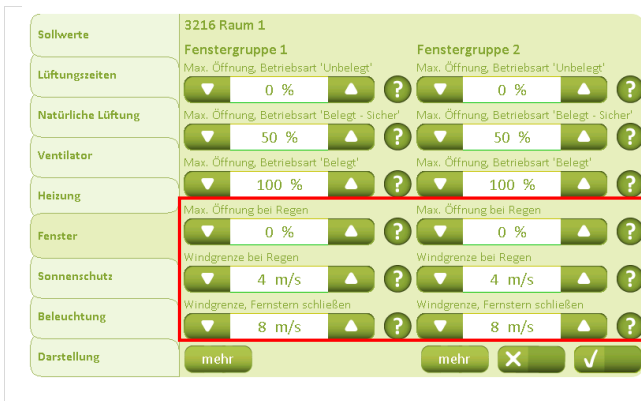 Sollwerte
Lüftungszeiten
Natürliche Lüftung
Ventilator
Heizung
Fenster
Sonnenschutz
Beleuchtung
Darstellung
3216 Raum 1
Fenstergruppe 1
Max. Öffnung, Betriebsart 'Unbelegt'
0 %
?
Max. Öffnung, Betriebsart 'Belegt - Sicher'
50 %
?
Max. Öffnung, Betriebsart 'Belegt'
100 %
?
Max. Öffnung bei Regen
0 %
?
Windgrenze bei Regen
4 m/s
?
Windgrenze, Femstern schließen
8 m/s
?
mehr
Fenstergruppe 2
Max. Öffnung, Betriebsart 'Unbelegt'
0 %
?
Max. Öffnung, Betriebsart 'Belegt - Sicher'
50 %
?
Max. Öffnung, Betriebsart 'Belegt'
100 %
?
Max. Öffnung bei Regen
0 %
?
Windgrenze bei Regen
4 m/s
?
Windgrenze, Femstern schließen
8 m/s
?
mehr